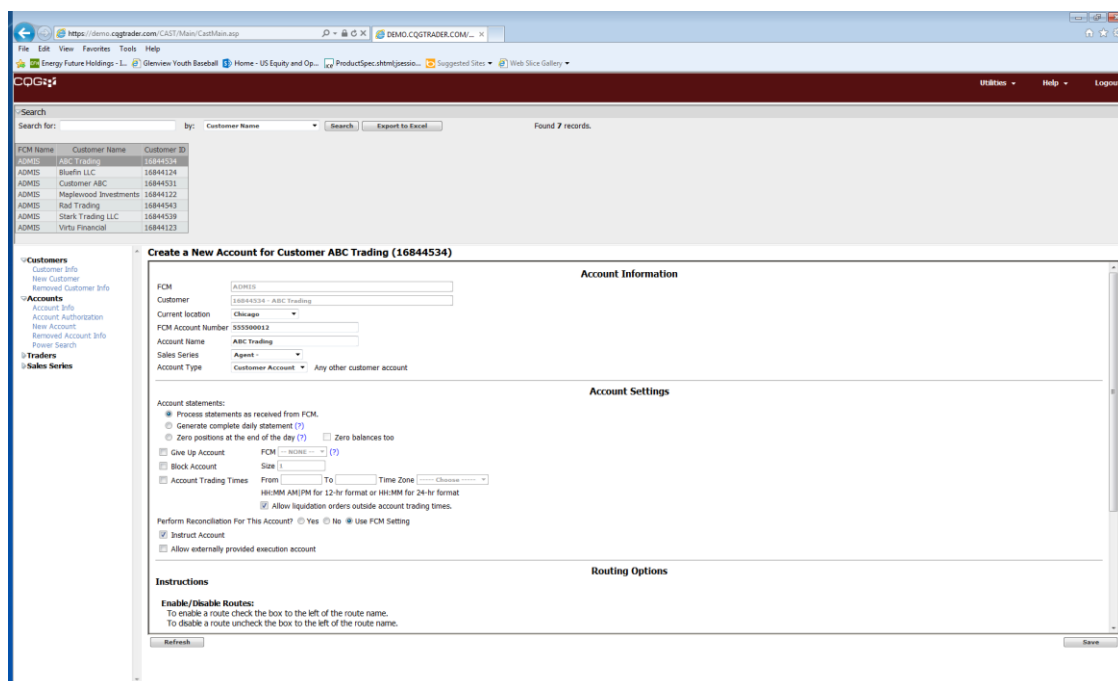 https://demo.cqgtrader.com/CAST/Main/CastMain.asp
DEMO.CQGTRADER.COM/...
File Edit View Favorites Tools Help
Energy Future Holdings - I... Glenview Youth Baseball Home - US Equity and Op... ProductSpec.shtml;jsessio... Suggested Sites Web Slice Gallery
CQG
Utilities Help Logout
Search
Search for: by: Customer Name Search Export to Excel Found 7 records.
FCM Name Customer Name Customer ID
ADMIS ABC Trading 16844534
ADMIS Bluefin LLC 16844124
ADMIS Customer ABC 16844531
ADMIS Maplewood Investments 16844122
ADMIS Rad Trading 16844543
ADMIS Stark Trading LLC 16844539
ADMIS Virtu Financial 16844123
Customers
Customer Info
New Customer
Removed Customer Info
Accounts
Account Info
Account Authorization
New Account
Removed Account Info
Power Search
Traders
Sales Series
Create a New Account for Customer ABC Trading (16844534)
Account Information
FCM ADMIS
Customer 16844534 - ABC Trading
Current location Chicago
FCM Account Number 555500012
Account Name ABC Trading
Sales Series Agent -
Account Type Customer Account Any other customer account
Account Settings
Account statements:
Process statements as received from FCM.
Generate complete daily statement (?)
Zero positions at the end of the day (?) Zero balances too
Give Up Account FCM -- NONE -- (?)
Block Account Size
Account Trading Times From To Time Zone ----- Choose -----
HH:MM AM|PM for 12-hr format or HH:MM for 24-hr format
Allow liquidation orders outside account trading times.
Perform Reconciliation For This Account? Yes No Use FCM Setting
Instruct Account
Allow externally provided execution account
Routing Options
Instructions
Enable/Disable Routes:
To enable a route check the box to the left of the route name.
To disable a route uncheck the box to the left of the route name.
Refresh Save